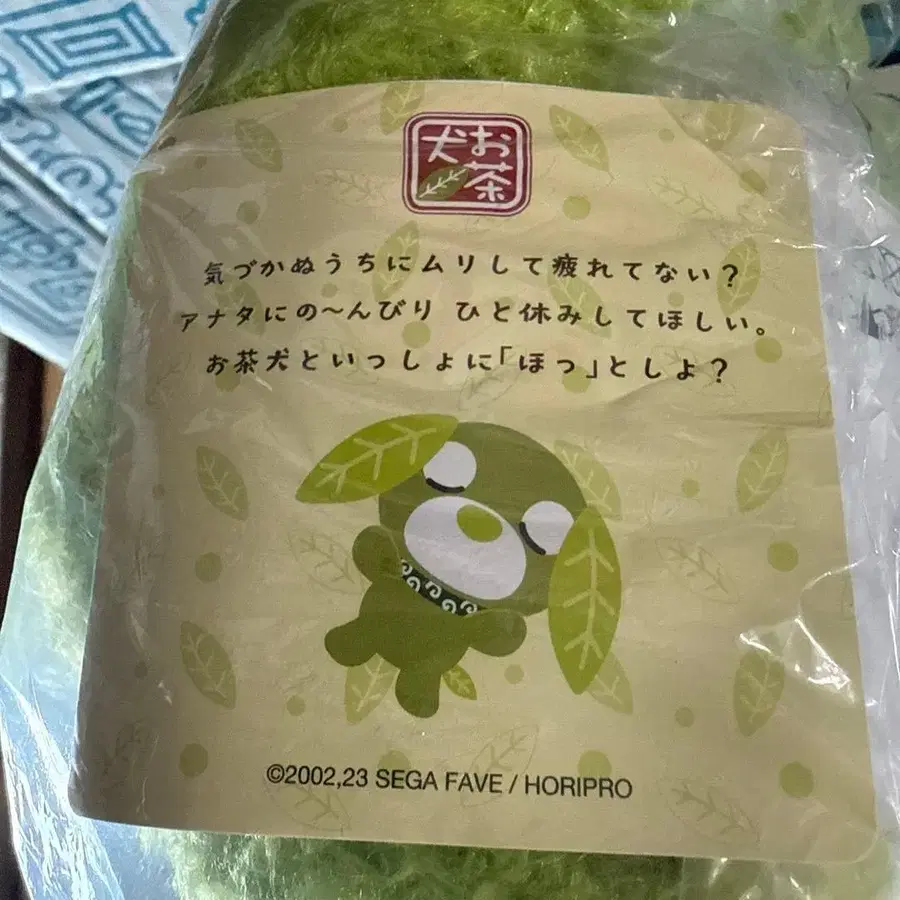 お茶犬
気づかぬうちにムリして疲れてない?
アナタにの〜んびり ひと休みしてほしい。
お茶犬といっしょに「ほっ」としよ?
©2002,23 SEGA FAVE / HORIPRO